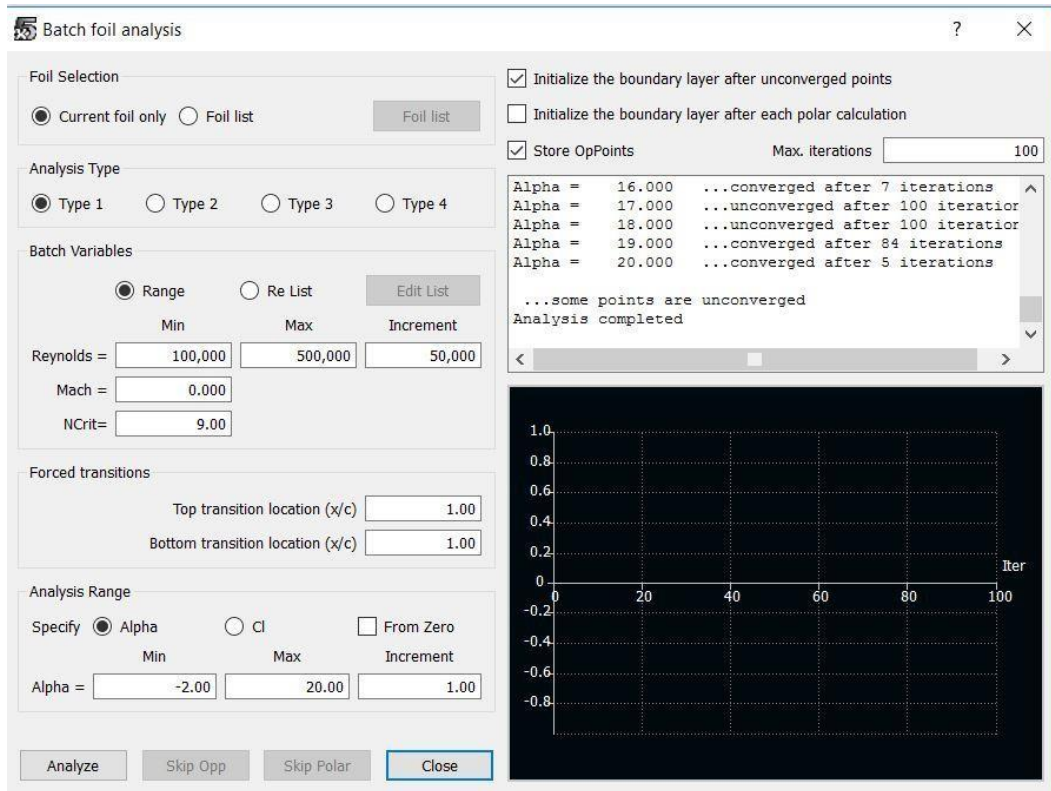 Batch foil analysis
?
Foil Selection
Current foil only Foil list Foil list
Analysis Type
Type 1 Type 2 Type 3 Type 4
Batch Variables
Range Re List Edit List
Min Max Increment
Reynolds = 100,000 500,000 50,000
Mach = 0.000
NCrit= 9.00
Forced transitions
Top transition location (x/c) 1.00
Bottom transition location (x/c) 1.00
Analysis Range
Specify Alpha Cl From Zero
Min Max Increment
Alpha = -2.00 20.00 1.00
Analyze Skip Opp Skip Polar Close
Initialize the boundary layer after unconverged points
Initialize the boundary layer after each polar calculation
Store OpPoints Max. iterations 100
Alpha = 16.000 ...converged after 7 iterations
Alpha = 17.000 ...unconverged after 100 iteration
Alpha = 18.000 ...unconverged after 100 iteration
Alpha = 19.000 ...converged after 84 iterations
Alpha = 20.000 ...converged after 5 iterations
...some points are unconverged
Analysis completed
1.0
0.8
0.6
0.4
0.2
Iter
0
0 20 40 60 80 100
-0.2
-0.4
-0.6
-0.8